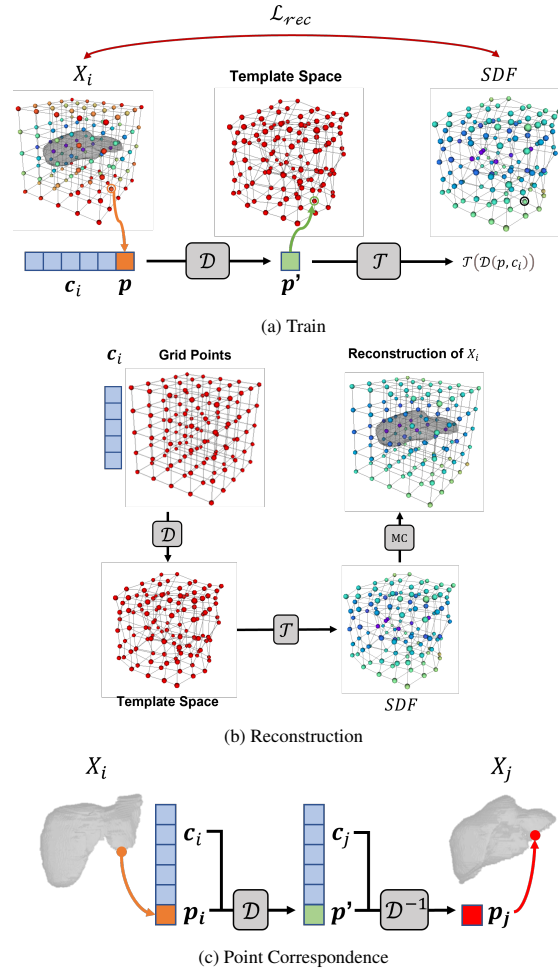 ℒ_rec
X_i
Template Space
SDF
c_i p 𝒟 p' 𝒯 𝒯(𝒟(p, c_i))
(a) Train
c_i
Grid Points
Reconstruction of X_i
𝒟
MC
𝒯
Template Space
SDF
(b) Reconstruction
X_i
X_j
c_i
c_j
p_i 𝒟 p' 𝒟^-1 p_j
(c) Point Correspondence